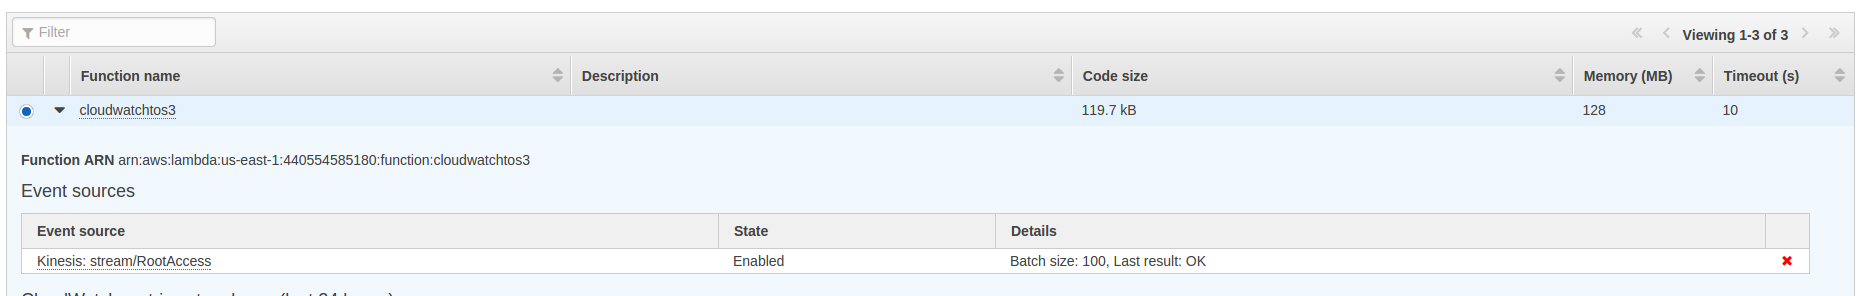 Filter
Viewing 1-3 of 3
Function name Description Code size Memory (MB) Timeout (s)
cloudwatchtos3 119.7 kB 128 10
Function ARN arn:aws:lambda:us-east-1:440554585180:function:cloudwatchtos3
Event sources
Event source State Details
Kinesis: stream/RootAccess Enabled Batch size: 100, Last result: OK